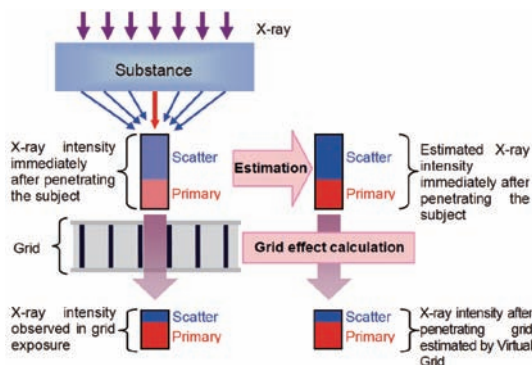 X-ray
Substance
X-ray intensity
immediately
after penetrating
the subject
Scatter
Primary
Estimation
Scatter
Primary
Estimated X-ray
intensity
immediately after
penetrating the
subject
Grid
Grid effect calculation
X-ray intensity
observed in grid
exposure
Scatter
Primary
Scatter
Primary
X-ray intensity after
penetrating grid
estimated by Virtual
Grid